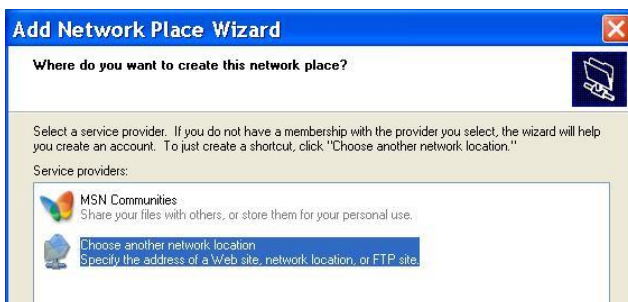 Add Network Place Wizard
Where do you want to create this network place?
Select a service provider. If you do not have a membership with the provider you select, the wizard will help
you create an account. To just create a shortcut, click "Choose another network location."
Service providers:
MSN Communities
Share your files with others, or store them for your personal use.
Choose another network location
Specify the address of a Web site, network location, or FTP site.